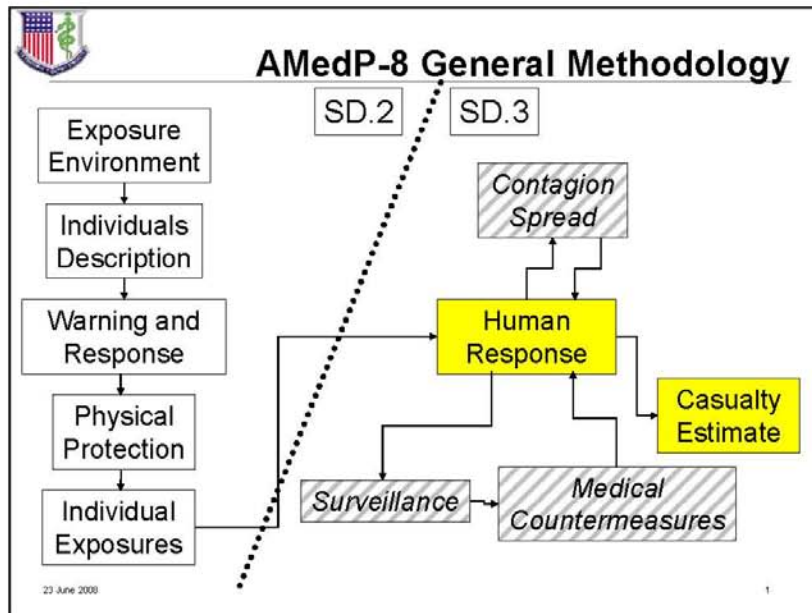 AMedP-8 General Methodology
SD.2
SD.3
Exposure
Environment
Individuals
Description
Warning and
Response
Physical
Protection
Individual
Exposures
Contagion
Spread
Human
Response
Casualty
Estimate
Surveillance
Medical
Countermeasures
23 June 2008
1